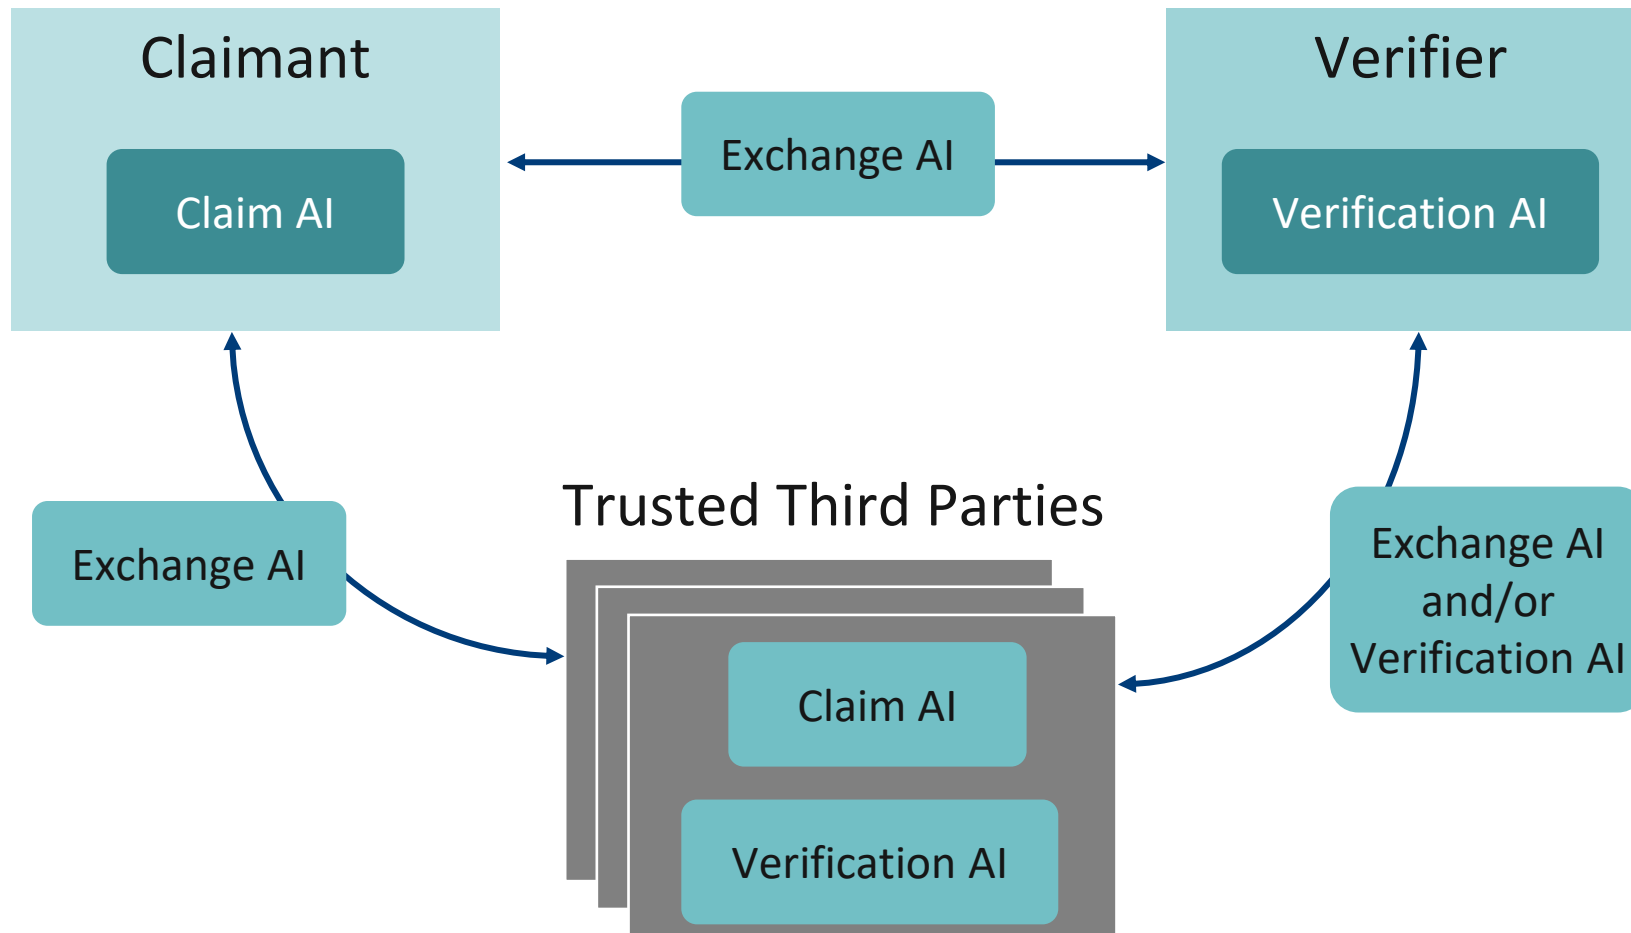 Claimant
Verifier
Exchange AI
Claim AI
Verification AI
Trusted Third Parties
Exchange AI
Exchange AI
and/or
Verification AI
Claim AI
Verification AI